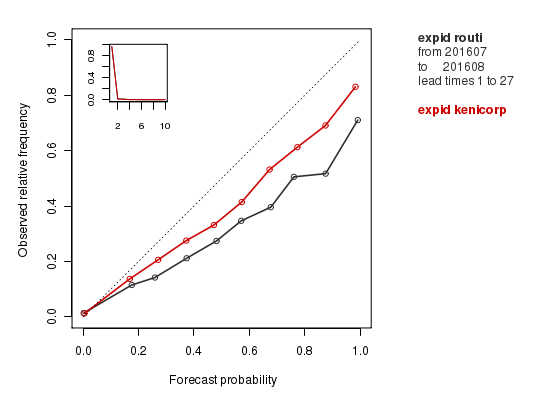 expid routi
from 201607
to 201608
lead times 1 to 27
expid kenicorp
Observed relative frequency
1.0
0.8
0.6
0.4
0.2
0.0
0.8
0.4
0.0
2 6 10
0.0 0.2 0.4 0.6 0.8 1.0
Forecast probability